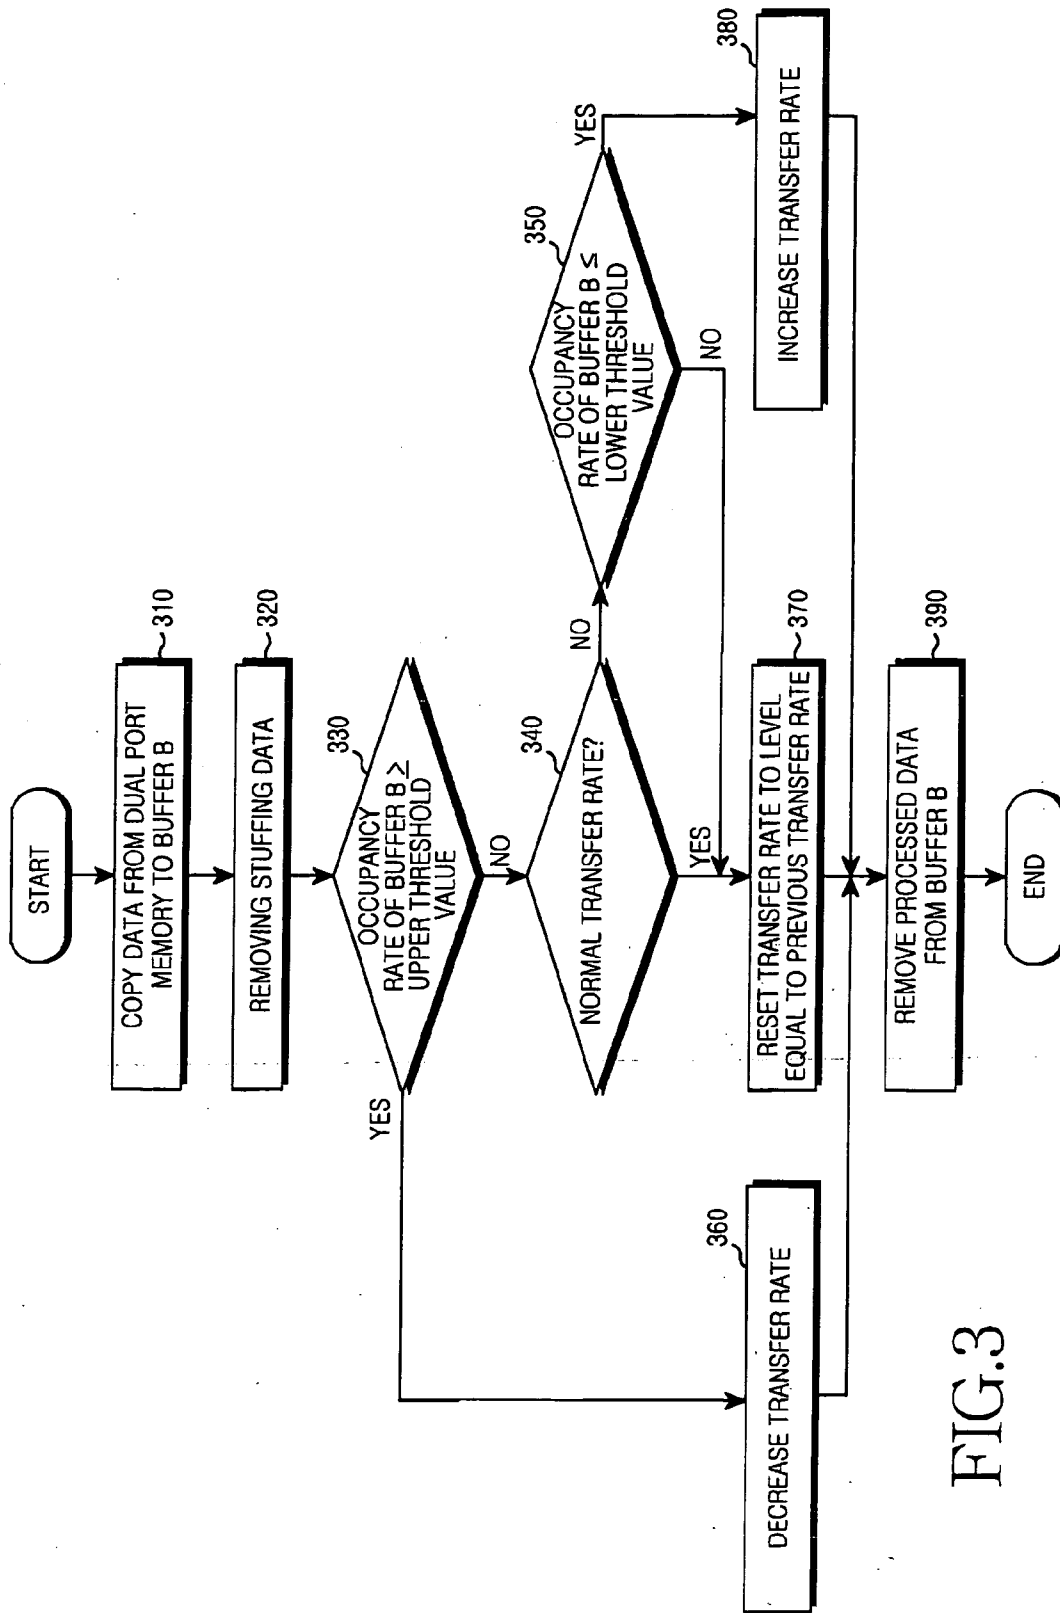 START
COPY DATA FROM DUAL PORT
MEMORY TO BUFFER B
310
REMOVING STUFFING DATA
320
OCCUPANCY
RATE OF BUFFER B ≥
UPPER THRESHOLD
VALUE
330
YES
NO
NORMAL TRANSFER RATE?
340
NO
YES
OCCUPANCY
RATE OF BUFFER B ≤
LOWER THRESHOLD
VALUE
350
YES
NO
DECREASE TRANSFER RATE
360
RESET TRANSFER RATE TO LEVEL
EQUAL TO PREVIOUS TRANSFER RATE
370
INCREASE TRANSFER RATE
380
REMOVE PROCESSED DATA
FROM BUFFER B
390
END
FIG.3